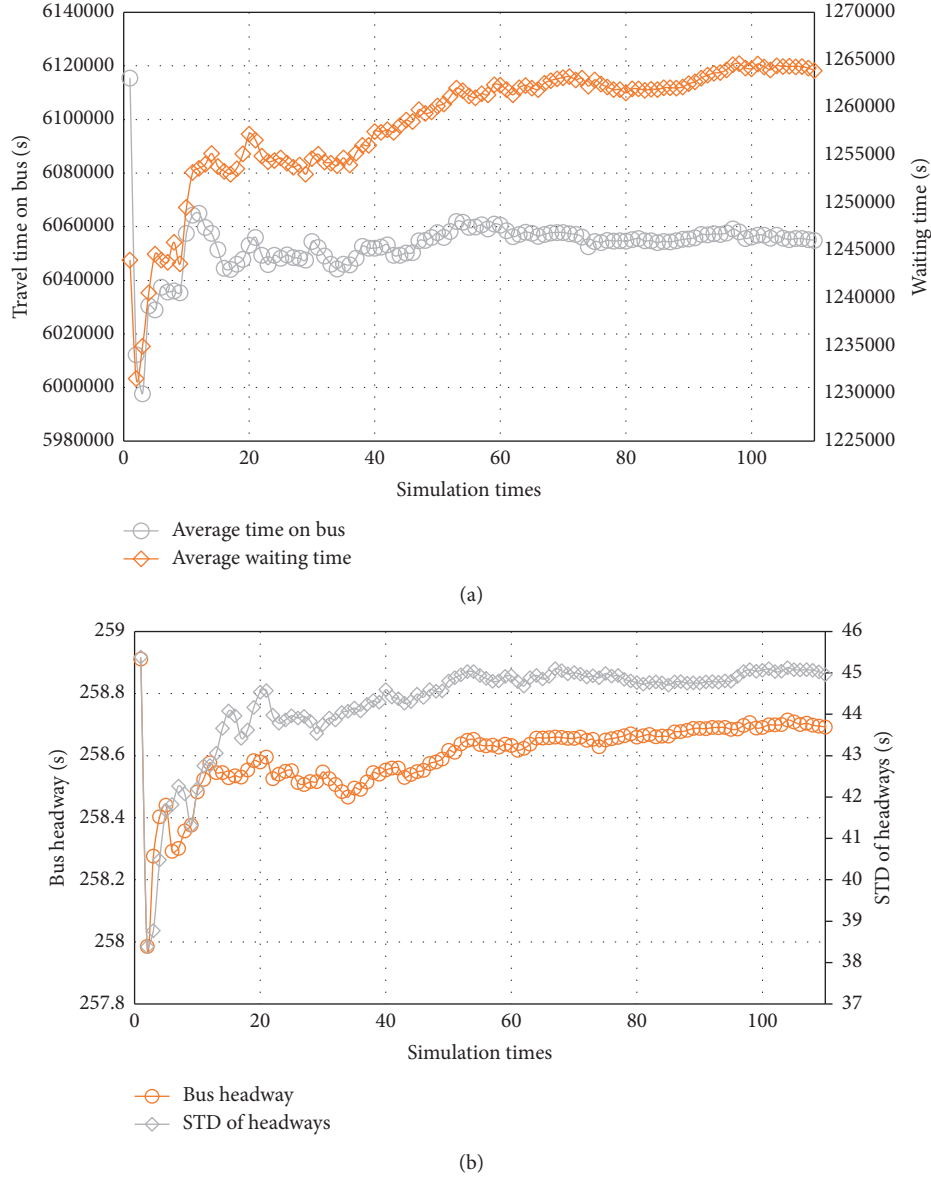 6140000
6120000
6100000
6080000
6060000
6040000
6020000
6000000
5980000
Travel time on bus (s)
1270000
1265000
1260000
1255000
1250000
1245000
1240000
1235000
1230000
1225000
Waiting time (s)
0 20 40 60 80 100
Simulation times
Average time on bus
Average waiting time
(a)
259
258.8
258.6
258.4
258.2
258
257.8
Bus headway (s)
46
45
44
43
42
41
40
39
38
37
STD of headways (s)
0 20 40 60 80 100
Simulation times
Bus headway
STD of headways
(b)